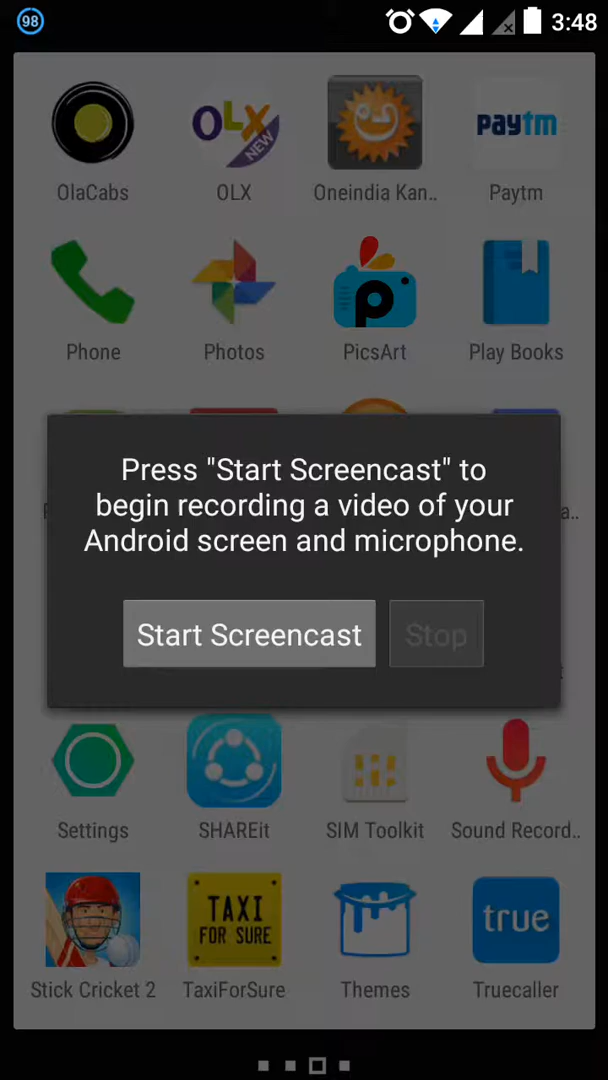 98
3:48
OLX
NEW
paytm
OlaCabs
OLX
Oneindia Kan..
Paytm
Phone
Photos
PicsArt
Play Books
Press "Start Screencast" to
begin recording a video of your
Android screen and microphone.
Start Screencast
Stop
Settings
SHAREit
SIM Toolkit
Sound Record..
TAXI
FOR SURE
true
Stick Cricket 2
TaxiForSure
Themes
Truecaller